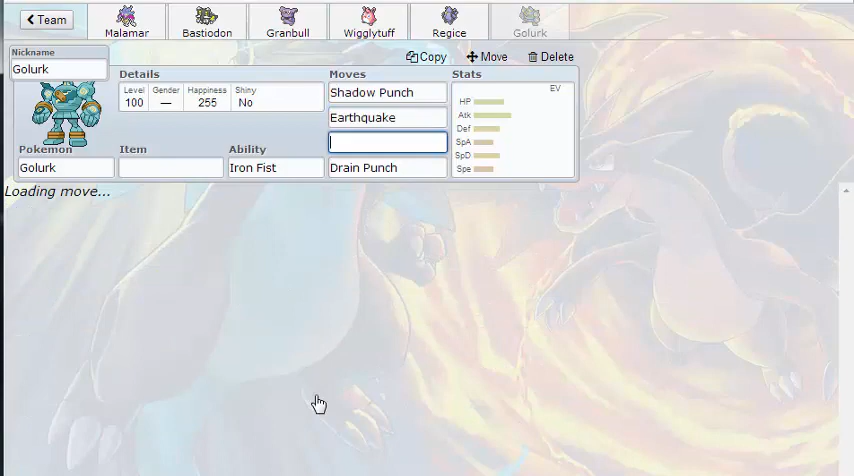 Team
Malamar
Bastiodon
Granbull
Wigglytuff
Regice
Golurk
Copy
Move
Delete
Nickname
Golurk
Details
Level Gender Happiness Shiny
100 — 255 No
Moves
Shadow Punch
Earthquake
Drain Punch
Stats
EV
HP
Atk
Def
SpA
SpD
Spe
Pokemon
Golurk
Item
Ability
Iron Fist
Loading move...